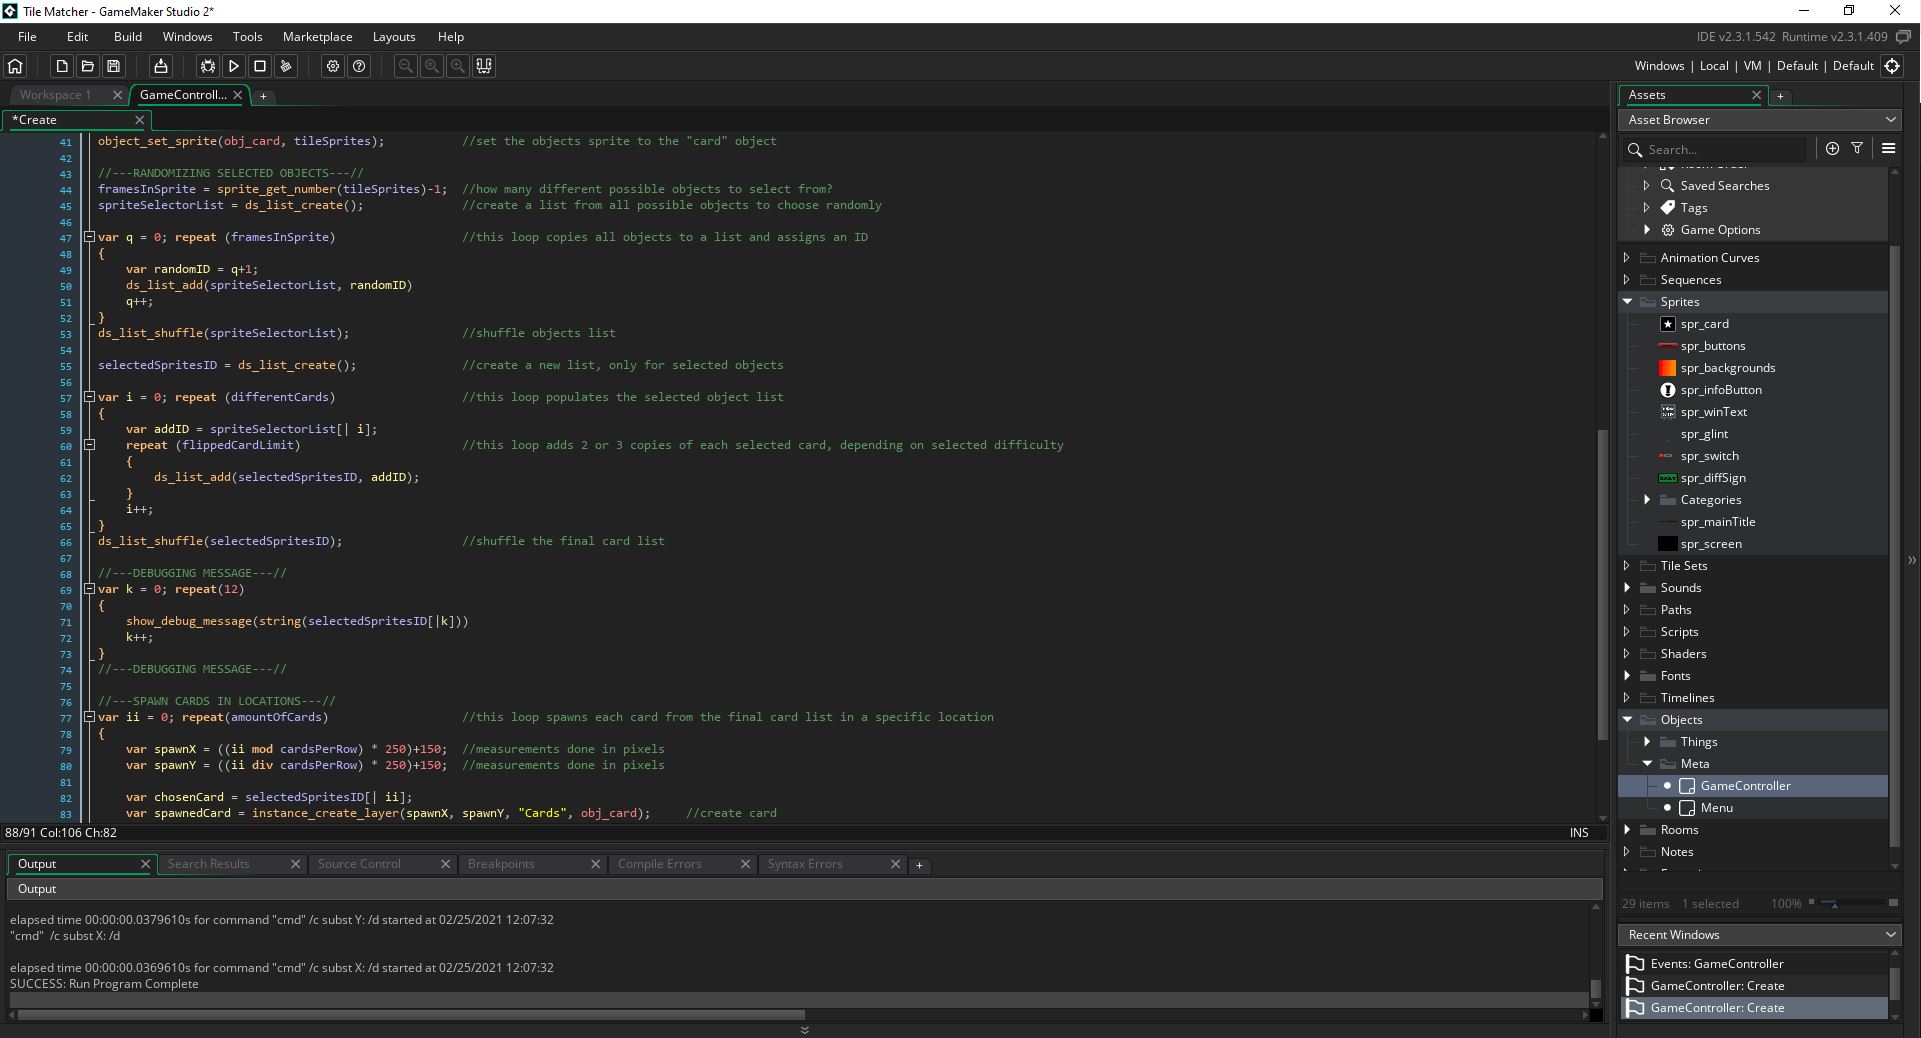 Tile Matcher - GameMaker Studio 2*
File Edit Build Windows Tools Marketplace Layouts Help
IDE v2.3.1.542 Runtime v2.3.1.409
Windows | Local | VM | Default | Default
Workspace 1
GameControll...
*Create
41 object_set_sprite(obj_card, tileSprites); //set the objects sprite to the "card" object
42
43 //---RANDOMIZING SELECTED OBJECTS---//
44 framesInSprite = sprite_get_number(tileSprites)-1; //how many different possible objects to select from?
45 spriteSelectorList = ds_list_create(); //create a list from all possible objects to choose randomly
46
47 var q = 0; repeat (framesInSprite) //this loop copies all objects to a list and assigns an ID
48 {
49 var randomID = q+1;
50 ds_list_add(spriteSelectorList, randomID)
51 q++;
52 }
53 ds_list_shuffle(spriteSelectorList); //shuffle objects list
54
55 selectedSpritesID = ds_list_create(); //create a new list, only for selected objects
56
57 var i = 0; repeat (differentCards) //this loop populates the selected object list
58 {
59 var addID = spriteSelectorList[| i];
60 repeat (flippedCardLimit) //this loop adds 2 or 3 copies of each selected card, depending on selected difficulty
61 {
62 ds_list_add(selectedSpritesID, addID);
63 }
64 i++;
65 }
66 ds_list_shuffle(selectedSpritesID); //shuffle the final card list
67
68 //---DEBUGGING MESSAGE---//
69 var k = 0; repeat(12)
70 {
71 show_debug_message(string(selectedSpritesID[|k]))
72 k++;
73 }
74 //---DEBUGGING MESSAGE---//
75
76 //---SPAWN CARDS IN LOCATIONS---//
77 var ii = 0; repeat(amountOfCards) //this loop spawns each card from the final card list in a specific location
78 {
79 var spawnX = ((ii mod cardsPerRow) * 250)+150; //measurements done in pixels
80 var spawnY = ((ii div cardsPerRow) * 250)+150; //measurements done in pixels
81
82 var chosenCard = selectedSpritesID[| ii];
83 var spawnedCard = instance_create_layer(spawnX, spawnY, "Cards", obj_card); //create card
88/91 Col:106 Ch:82
INS
Output Search Results Source Control Breakpoints Compile Errors Syntax Errors
Output
elapsed time 00:00:00.0379610s for command "cmd" /c subst Y: /d started at 02/25/2021 12:07:32
"cmd" /c subst X: /d
elapsed time 00:00:00.0369610s for command "cmd" /c subst X: /d started at 02/25/2021 12:07:32
SUCCESS: Run Program Complete
Assets
Asset Browser
Search...
Saved Searches
Tags
Game Options
Animation Curves
Sequences
Sprites
spr_card
spr_buttons
spr_backgrounds
spr_infoButton
spr_winText
spr_glint
spr_switch
spr_diffSign
Categories
spr_mainTitle
spr_screen
Tile Sets
Sounds
Paths
Scripts
Shaders
Fonts
Timelines
Objects
Things
Meta
GameController
Menu
Rooms
Notes
29 items 1 selected 100%
Recent Windows
Events: GameController
GameController: Create
GameController: Create